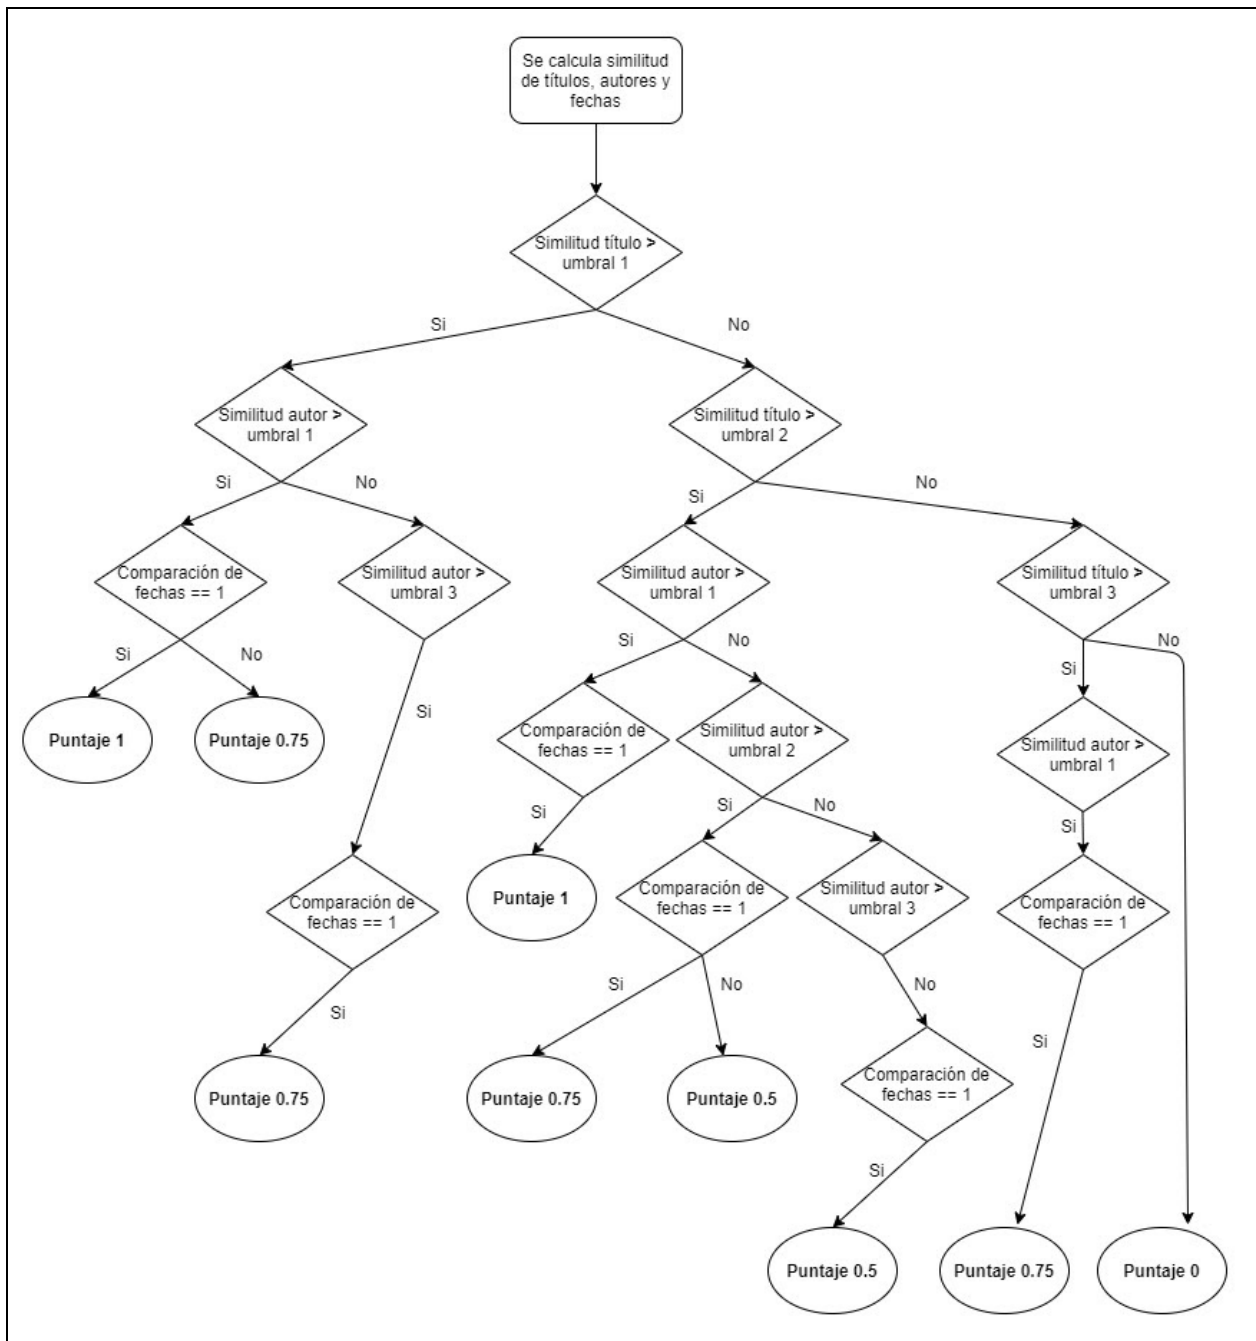 Se calcula similitud
de títulos, autores y
fechas
Similitud título >
umbral 1
Si
No
Similitud autor >
umbral 1
Similitud título >
umbral 2
Si
No
Si
No
Comparación de
fechas == 1
Similitud autor >
umbral 3
Similitud autor >
umbral 1
Similitud título >
umbral 3
Si
No
Si
No
No
Si
Si
Puntaje 1
Puntaje 0.75
Comparación de
fechas == 1
Similitud autor >
umbral 2
Similitud autor >
umbral 1
Si
Si
No
Si
Comparación de
fechas == 1
Puntaje 1
Comparación de
fechas == 1
Similitud autor >
umbral 3
Comparación de
fechas == 1
Si
Si
No
No
Si
Puntaje 0.75
Puntaje 0.75
Puntaje 0.5
Comparación de
fechas == 1
Si
Puntaje 0.5
Puntaje 0.75
Puntaje 0